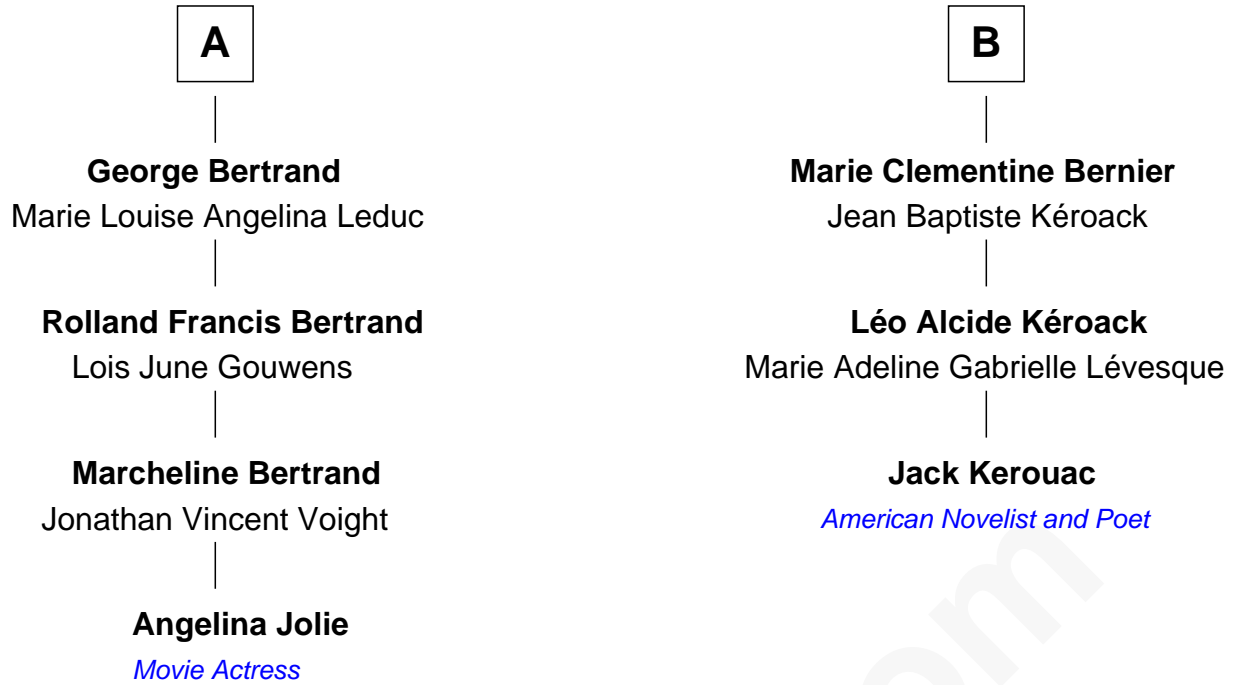 A
George Bertrand
Marie Louise Angelina Leduc
Rolland Francis Bertrand
Lois June Gouwens
Marcheline Bertrand
Jonathan Vincent Voight
Angelina Jolie
Movie Actress
B
Marie Clementine Bernier
Jean Baptiste Kéroack
Léo Alcide Kéroack
Marie Adeline Gabrielle Lévesque
Jack Kerouac
American Novelist and Poet
om